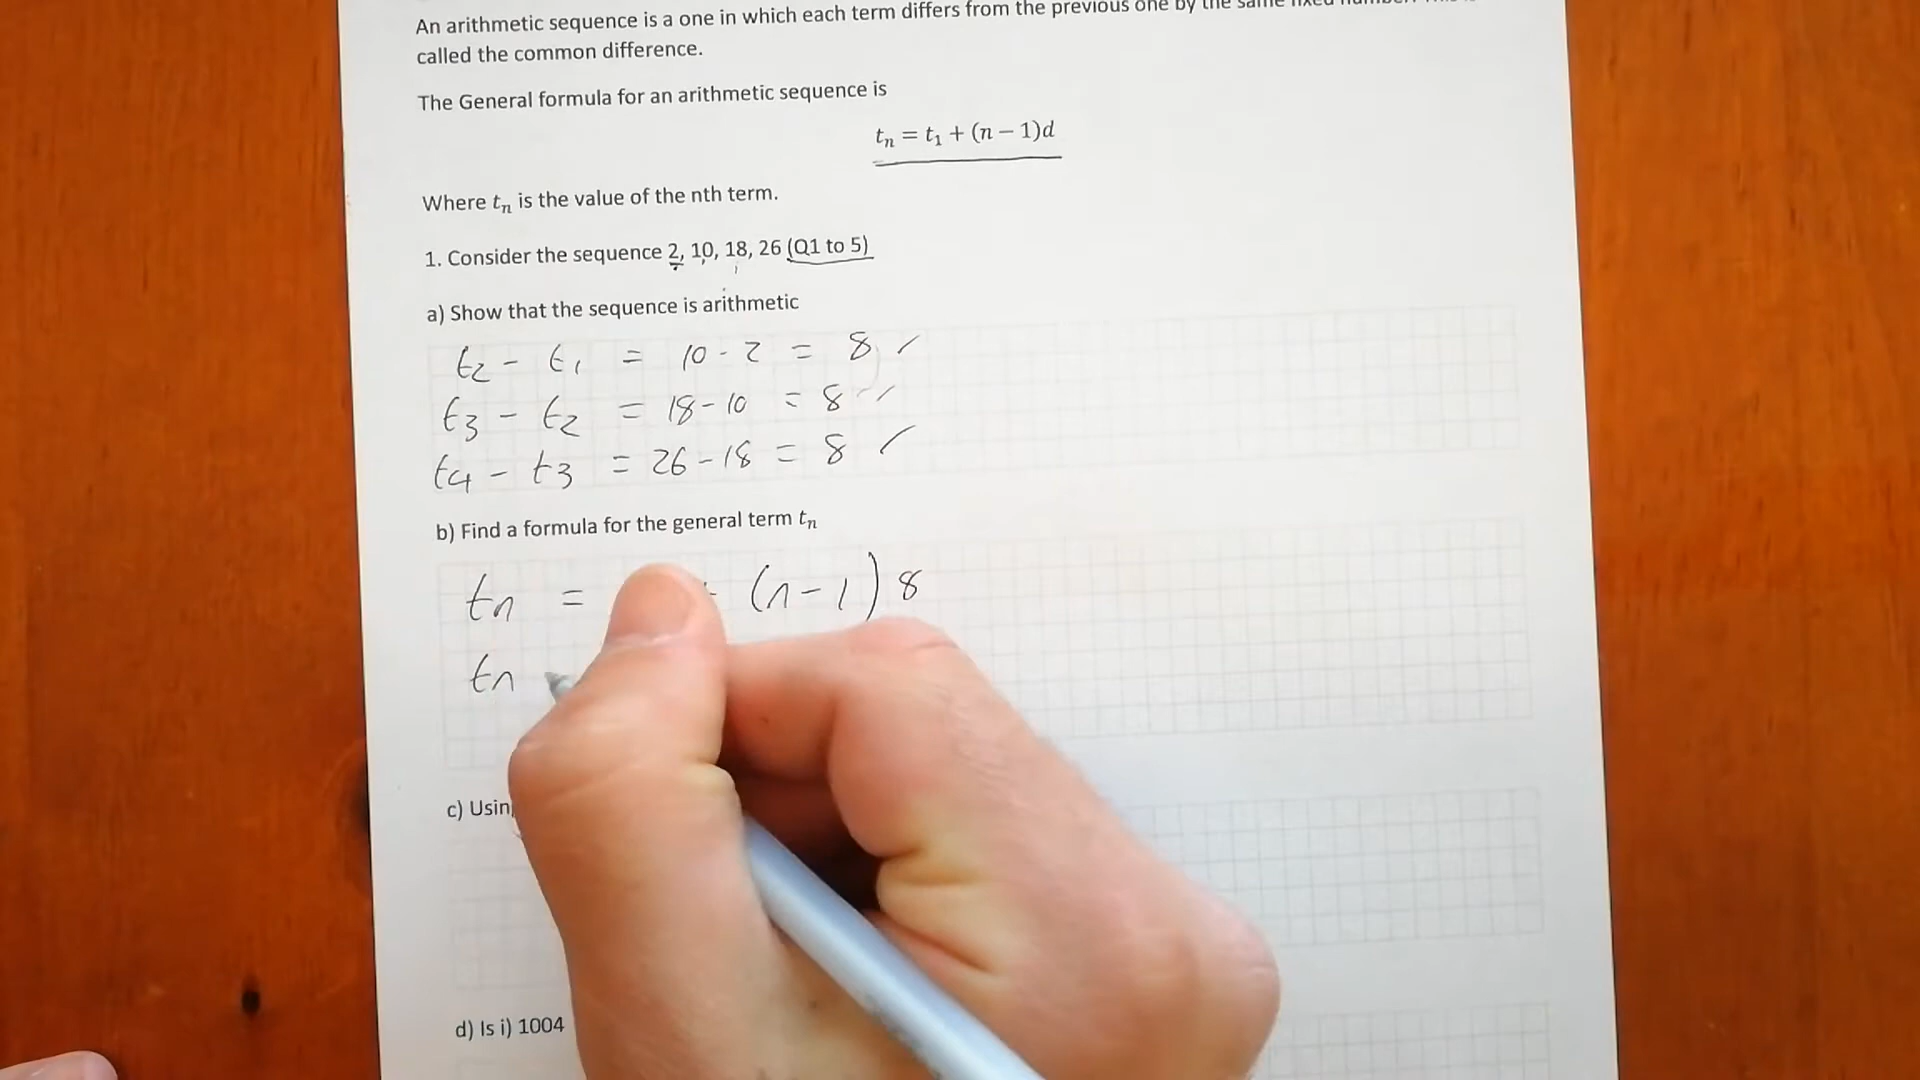 An arithmetic sequence is a one in which each term differs from the previous one by the same fixed number.
called the common difference.
The General formula for an arithmetic sequence is
tₙ = t₁ + (n − 1)d
Where tₙ is the value of the nth term.
1. Consider the sequence 2, 10, 18, 26 (Q1 to 5)
a) Show that the sequence is arithmetic
t2 - t1 = 10 - 2 = 8
t3 - t2 = 18 - 10 = 8
t4 - t3 = 26 - 18 = 8
b) Find a formula for the general term tₙ
tn = (n-1) 8
tn
c)
d) Is i) 1004